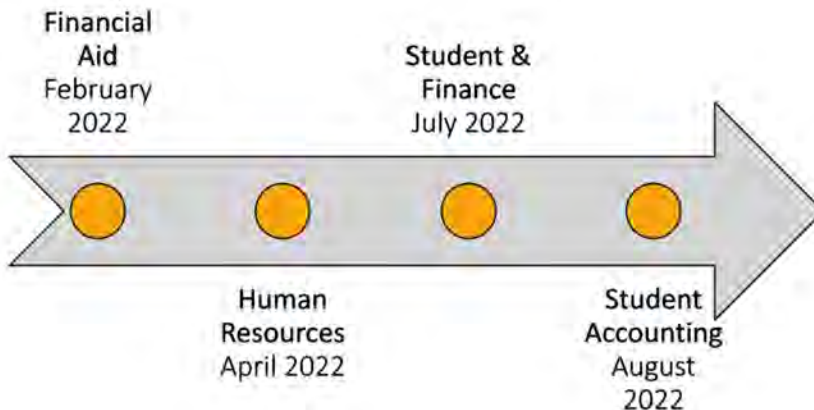 Financial
Aid
February
2022
Student &
Finance
July 2022
Human
Resources
April 2022
Student
Accounting
August
2022